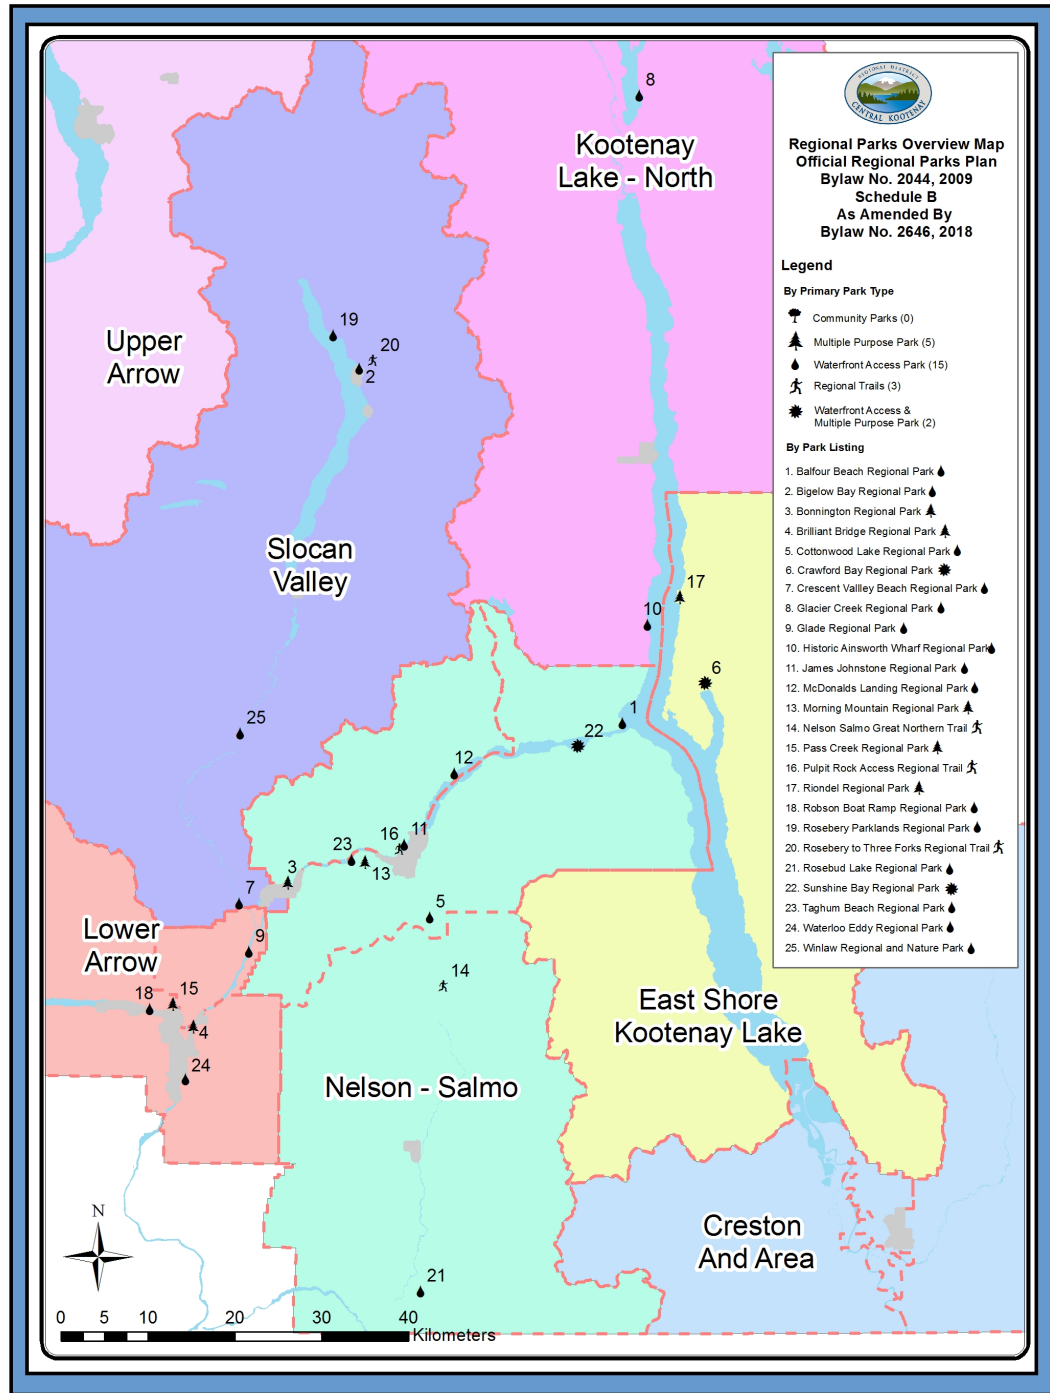 REGIONAL DISTRICT
CENTRAL KOOTENAY
Regional Parks Overview Map
Official Regional Parks Plan
Bylaw No. 2044, 2009
Schedule B
As Amended By
Bylaw No. 2646, 2018
Legend
By Primary Park Type
Community Parks (0)
Multiple Purpose Park (5)
Waterfront Access Park (15)
Regional Trails (3)
Waterfront Access &
Multiple Purpose Park (2)
By Park Listing
1. Balfour Beach Regional Park
2. Bigelow Bay Regional Park
3. Bonnington Regional Park
4. Brilliant Bridge Regional Park
5. Cottonwood Lake Regional Park
6. Crawford Bay Regional Park
7. Crescent Vallley Beach Regional Park
8. Glacier Creek Regional Park
9. Glade Regional Park
10. Historic Ainsworth Wharf Regional Park
11. James Johnstone Regional Park
12. McDonalds Landing Regional Park
13. Morning Mountain Regional Park
14. Nelson Salmo Great Northern Trail
15. Pass Creek Regional Park
16. Pulpit Rock Access Regional Trail
17. Riondel Regional Park
18. Robson Boat Ramp Regional Park
19. Rosebery Parklands Regional Park
20. Rosebery to Three Forks Regional Trail
21. Rosebud Lake Regional Park
22. Sunshine Bay Regional Park
23. Taghum Beach Regional Park
24. Waterloo Eddy Regional Park
25. Winlaw Regional and Nature Park
8
Kootenay
Lake - North
19
20
2
Upper
Arrow
Slocan
Valley
17
10
6
25
1
22
12
16
11
23
13
3
7
5
Lower
Arrow
9
14
15
18
4
24
East Shore
Kootenay Lake
Nelson - Salmo
Creston
And Area
21
N
0 5 10 20 30 40
Kilometers